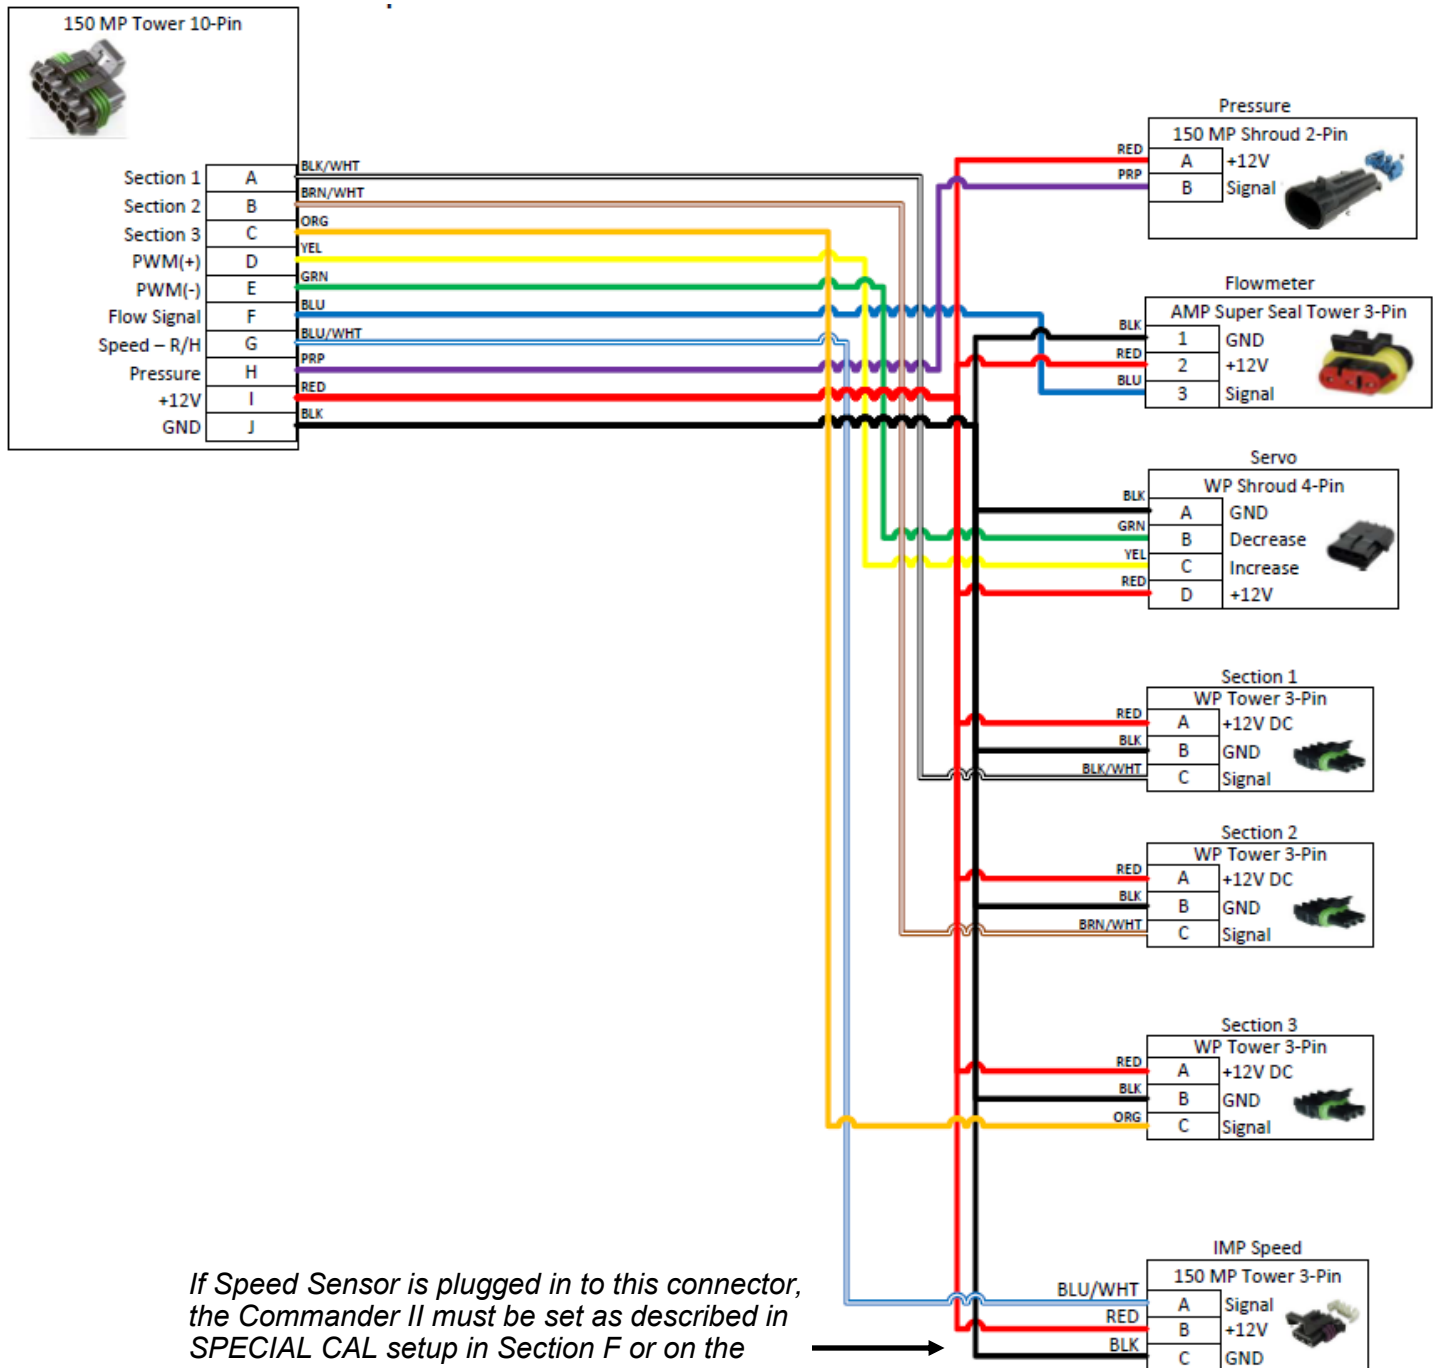 150 MP Tower 10-Pin
Section 1 A BLK/WHT
Section 2 B BRN/WHT
Section 3 C ORG
PWM(+) D YEL
PWM(-) E GRN
Flow Signal F BLU
Speed – R/H G BLU/WHT
Pressure H PRP
+12V I RED
GND J BLK
Pressure
150 MP Shroud 2-Pin
RED A +12V
PRP B Signal
Flowmeter
AMP Super Seal Tower 3-Pin
BLK 1 GND
RED 2 +12V
BLU 3 Signal
Servo
WP Shroud 4-Pin
BLK A GND
GRN B Decrease
YEL C Increase
RED D +12V
Section 1
WP Tower 3-Pin
RED A +12V DC
BLK B GND
BLK/WHT C Signal
Section 2
WP Tower 3-Pin
RED A +12V DC
BLK B GND
BRN/WHT C Signal
Section 3
WP Tower 3-Pin
RED A +12V DC
BLK B GND
ORG C Signal
IMP Speed
150 MP Tower 3-Pin
BLU/WHT A Signal
RED B +12V
BLK C GND
If Speed Sensor is plugged in to this connector,
the Commander II must be set as described in
SPECIAL CAL setup in Section F or on the